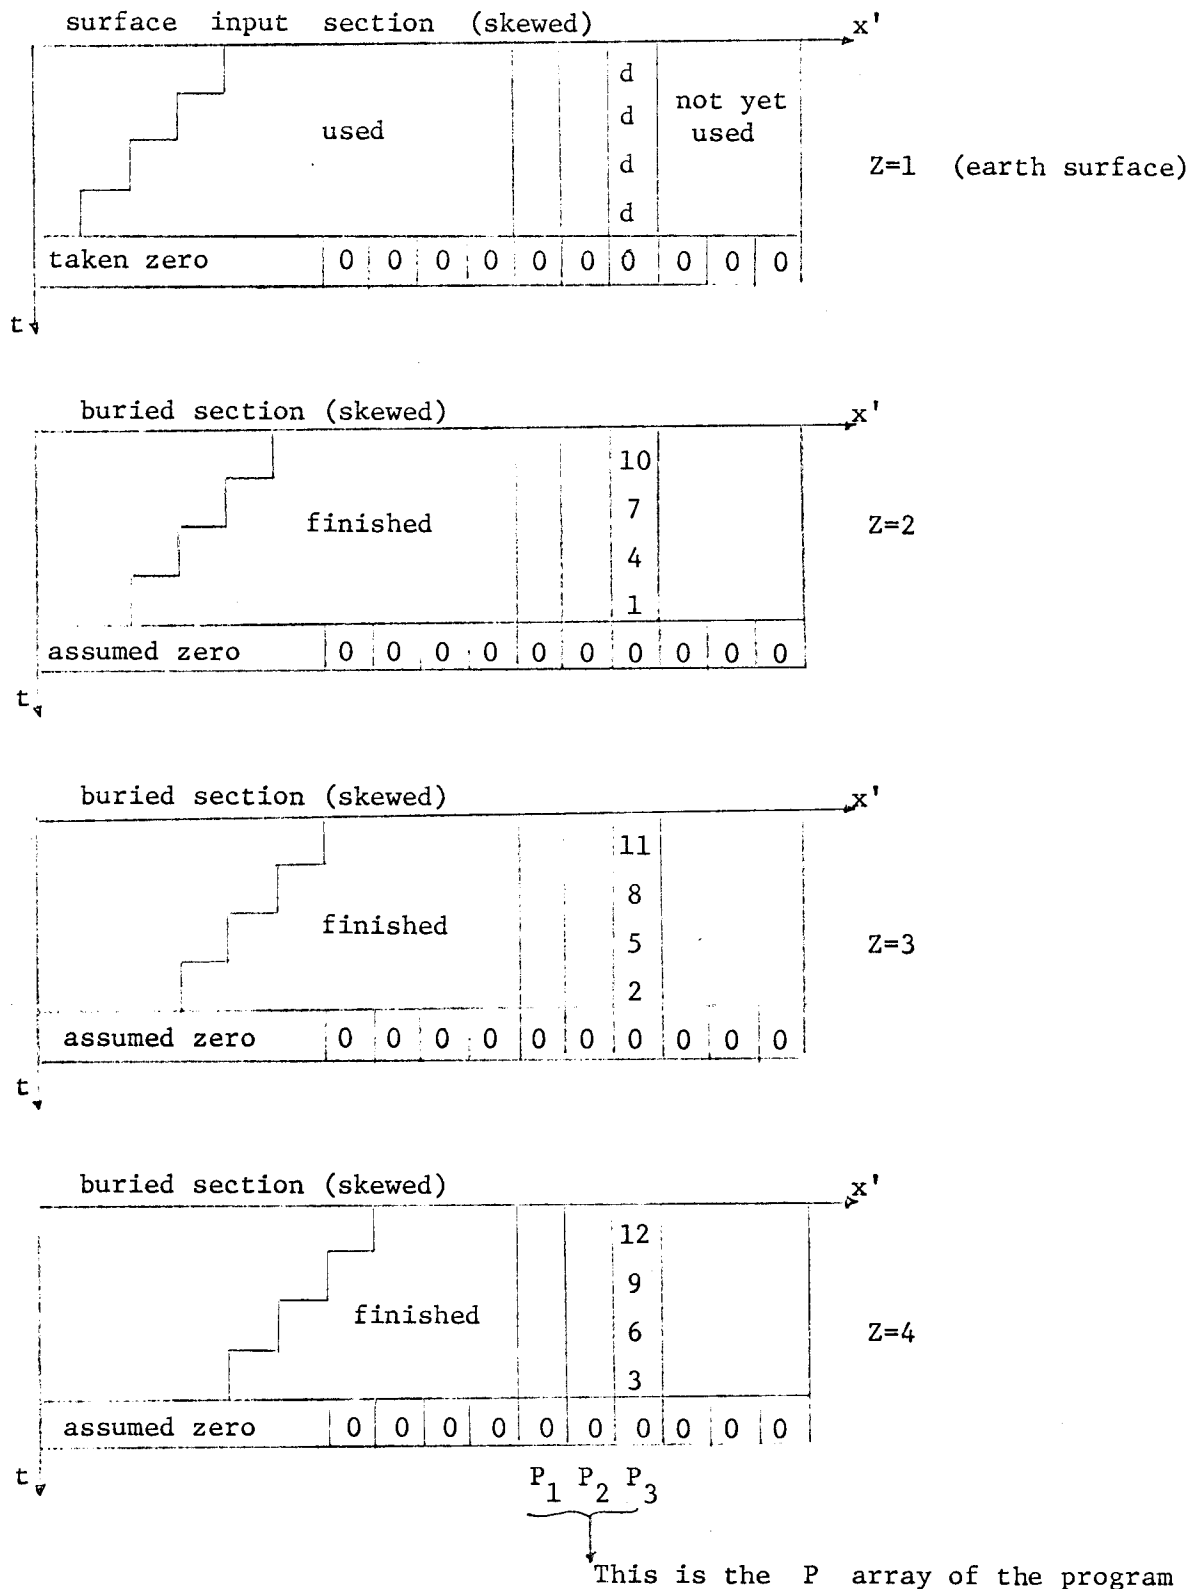 surface input section (skewed)
x'
d
d
not yet
used
used
d
d
Z=1 (earth surface)
taken zero 0 0 0 0 0 0 0 0 0 0
t
buried section (skewed)
x'
10
7
finished
Z=2
4
1
assumed zero 0 0 0 0 0 0 0 0 0 0
t
buried section (skewed)
x'
11
8
finished
5
Z=3
2
assumed zero 0 0 0 0 0 0 0 0 0 0
t
buried section (skewed)
x'
12
9
finished
6
Z=4
3
assumed zero 0 0 0 0 0 0 0 0 0 0
t
P1 P2 P3
This is the P array of the program